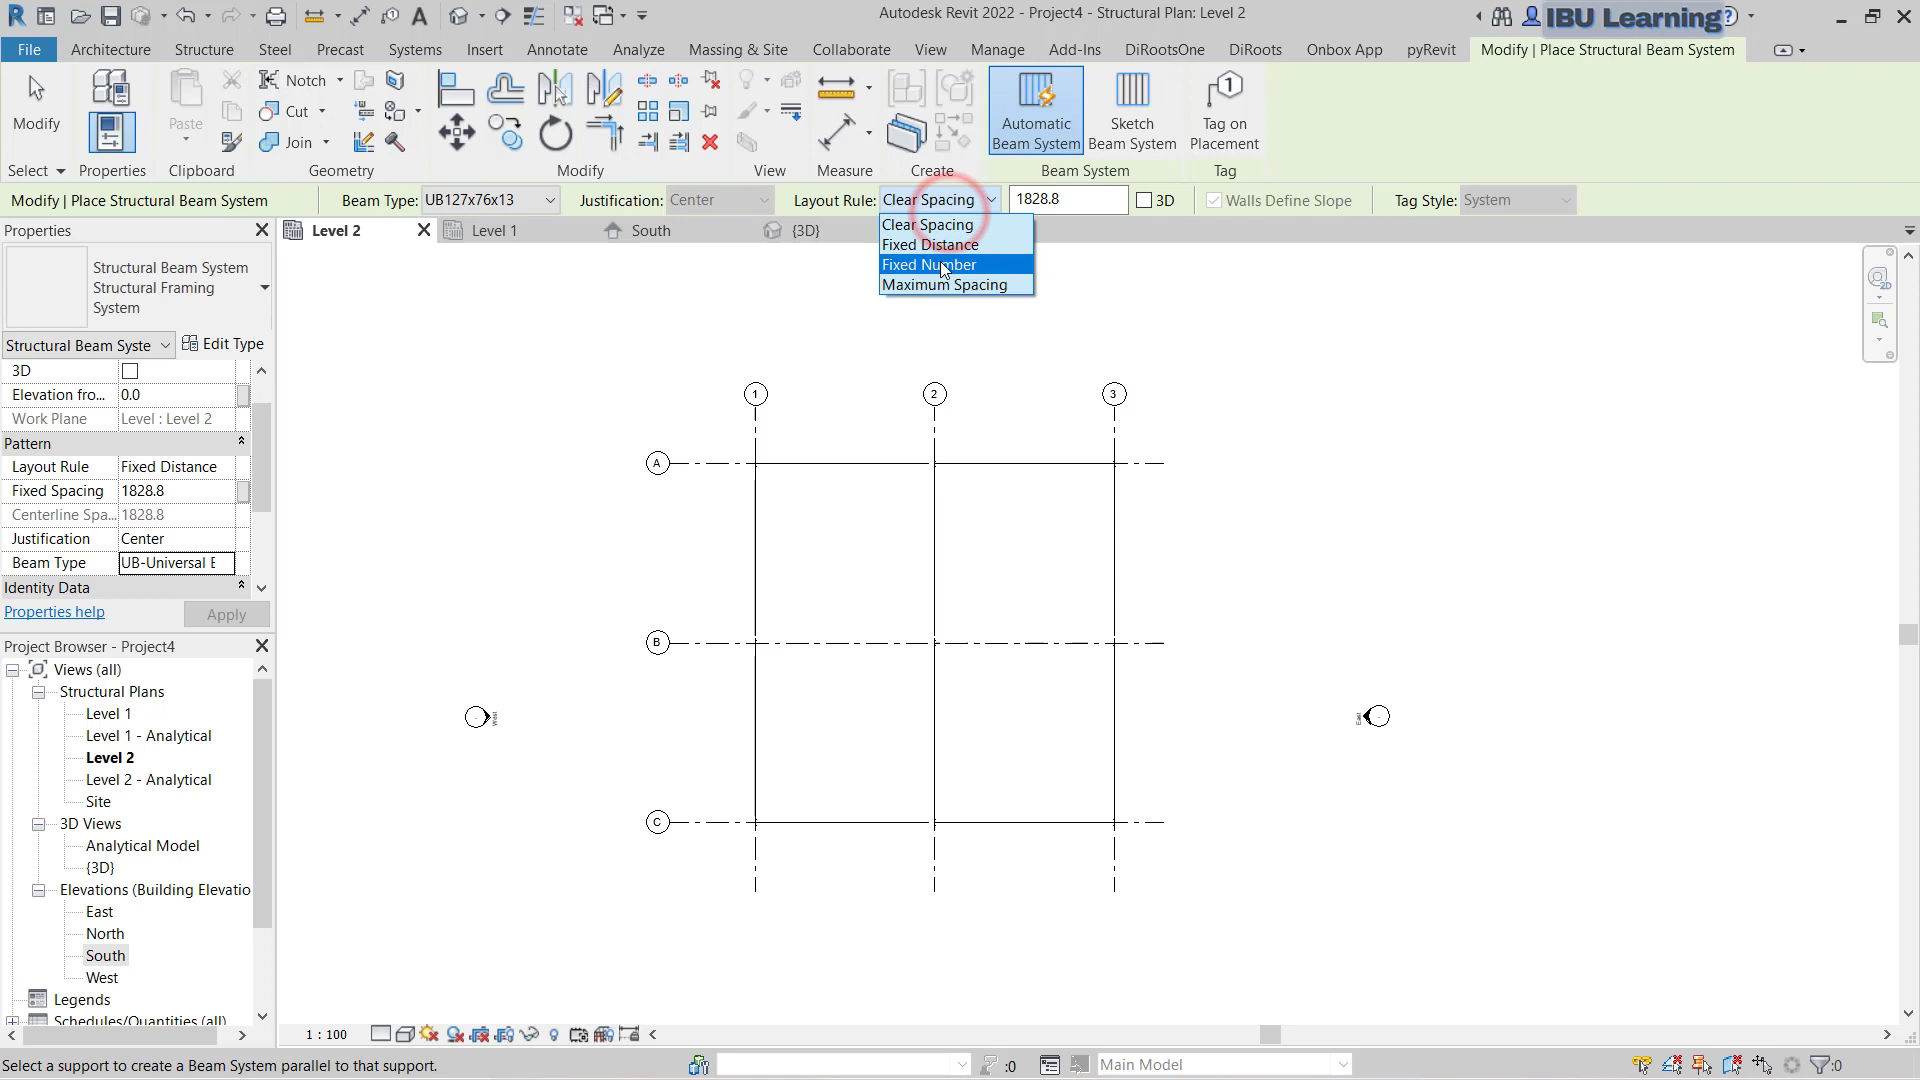 Autodesk Revit 2022 - Project4 - Structural Plan: Level 2
IBU Learning
File Architecture Structure Steel Precast Systems Insert Annotate Analyze Massing & Site Collaborate View Manage Add-Ins DiRootsOne DiRoots Onbox App pyRevit Modify | Place Structural Beam System
Modify Paste Notch Cut Join
Automatic Beam System
Sketch Beam System
Tag on Placement
Select Properties Clipboard Geometry Modify View Measure Create Beam System Tag
Modify | Place Structural Beam System Beam Type: UB127x76x13 Justification: Center Layout Rule: Clear Spacing 1828.8 3D Walls Define Slope Tag Style: System
Clear Spacing
Fixed Distance
Fixed Number
Maximum Spacing
Properties
Level 2 Level 1 South {3D}
Structural Beam System
Structural Framing
System
Structural Beam Syste Edit Type
3D
Elevation fro... 0.0
Work Plane Level : Level 2
Pattern
Layout Rule Fixed Distance
Fixed Spacing 1828.8
Centerline Spa... 1828.8
Justification Center
Beam Type UB-Universal B
Identity Data
Properties help Apply
Project Browser - Project4
Views (all)
Structural Plans
Level 1
Level 1 - Analytical
Level 2
Level 2 - Analytical
Site
3D Views
Analytical Model
{3D}
Elevations (Building Elevatio
East
North
South
West
Legends
Schedules/Quantities (all)
1 2 3
A
B
C
West
East
1 : 100
Select a support to create a Beam System parallel to that support.
:0
Main Model
:0